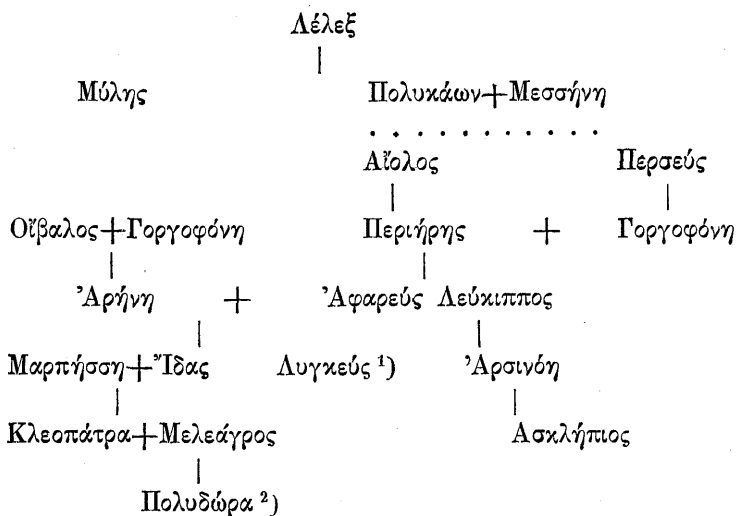 Λέλεξ
Μύλης Πολυκάων+Μεσσήνη
Αἴολος Περσεύς
Οἴβαλος+Γοργοφόνη Περιήρης + Γοργοφόνη
Ἀρήνη + Ἀφαρεύς Λεύκιππος
Μαρπήσση+Ἴδας Λυγκεύς ¹) Ἀρσινόη
Κλεοπάτρα+Μελεάγρος Ασκλήπιος
Πολυδώρα ²)